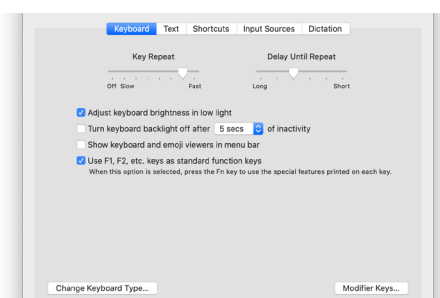 Keyboard Text Shortcuts Input Sources Dictation
Key Repeat Delay Until Repeat
Off Slow Fast Long Short
Adjust keyboard brightness in low light
Turn keyboard backlight off after 5 secs of inactivity
Show keyboard and emoji viewers in menu bar
Use F1, F2, etc. keys as standard function keys
When this option is selected, press the Fn key to use the special features printed on each key.
Change Keyboard Type... Modifier Keys...